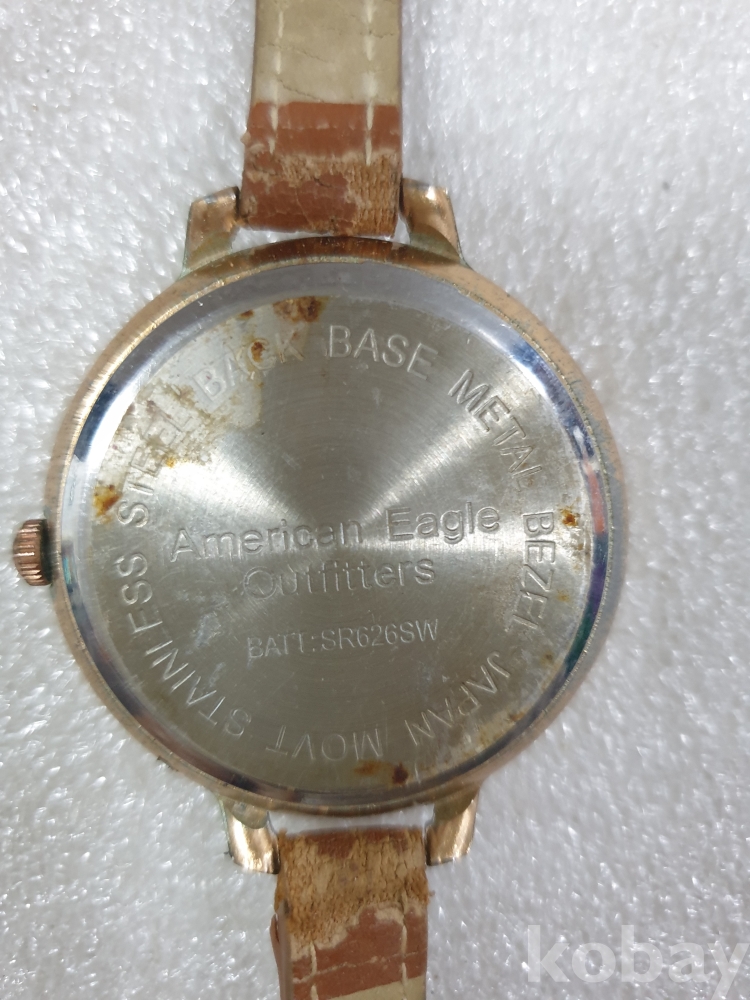 STAINLESS STEEL BACK BASE METAL BEZEL JAPAN MOVT
American Eagle
Outfitters
BATT:SR626SW
kobay